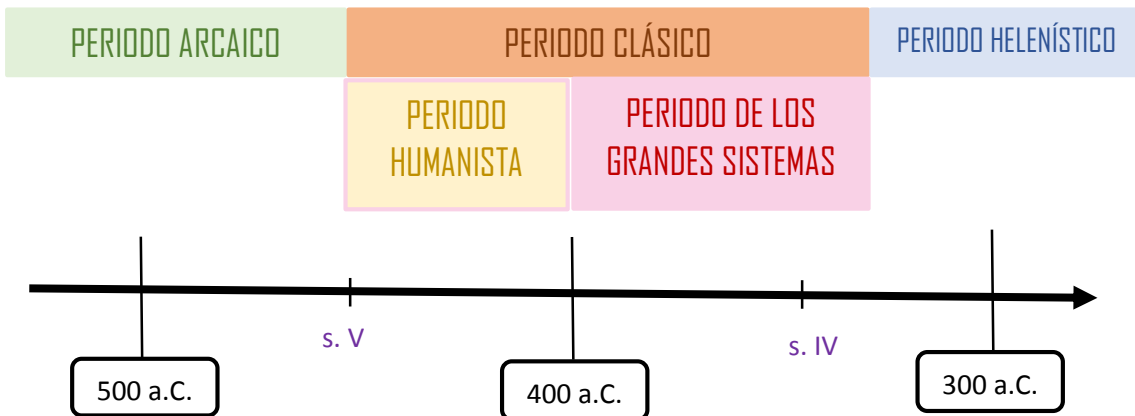 PERIODO ARCAICO
PERIODO CLÁSICO
PERIODO HELENÍSTICO
PERIODO
HUMANISTA
PERIODO DE LOS
GRANDES SISTEMAS
s. V
s. IV
500 a.C.
400 a.C.
300 a.C.